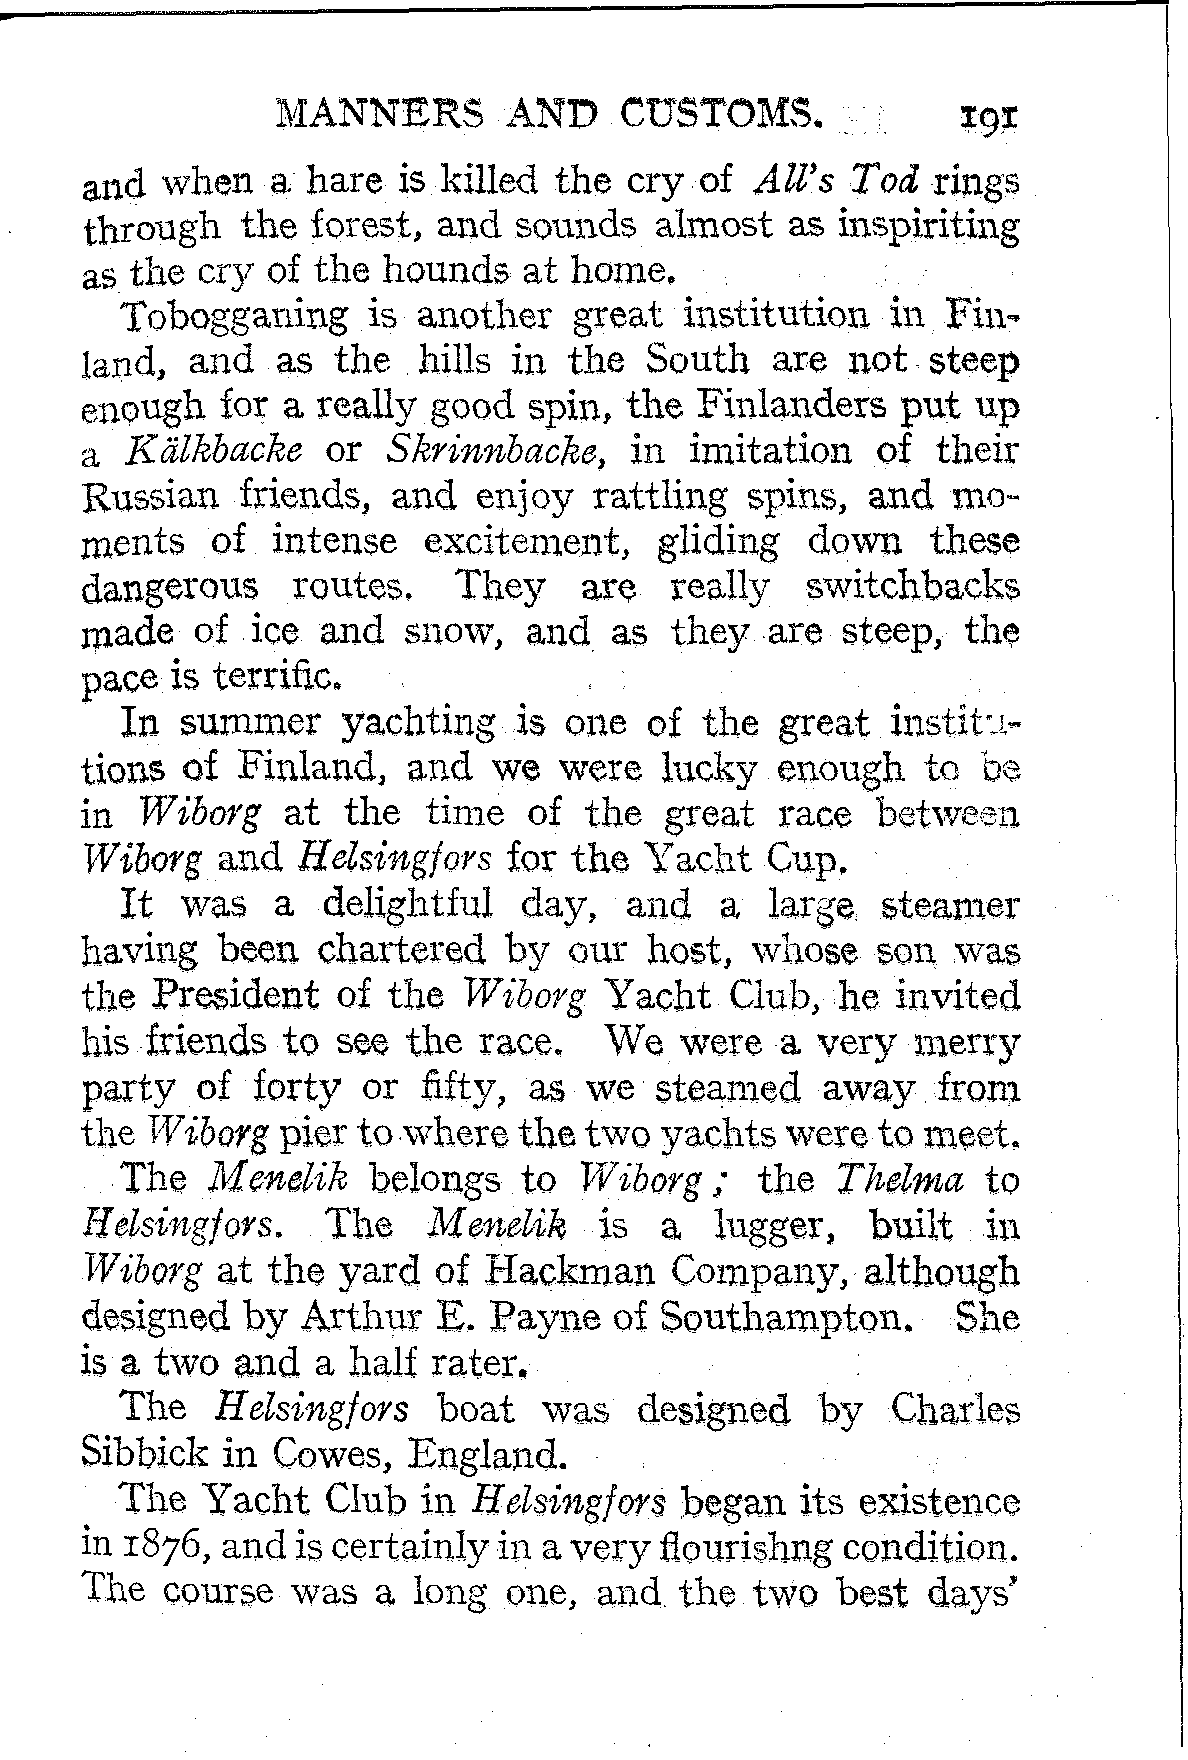 MANNERS AND CUSTOMS. 191
and when a hare is killed the cry of All's Tod rings
through the forest, and sounds almost as inspiriting
as the cry of the hounds at home.
Tobogganing is another great institution in Fin-
land, and as the hills in the South are not steep
enough for a really good spin, the Finlanders put up
a Kälkbacke or Skrinnbacke, in imitation of their
Russian friends, and enjoy rattling spins, and mo-
ments of intense excitement, gliding down these
dangerous routes. They are really switchbacks
made of ice and snow, and as they are steep, the
pace is terrific.
In summer yachting is one of the great institu-
tions of Finland, and we were lucky enough to be
in Wiborg at the time of the great race between
Wiborg and Helsingfors for the Yacht Cup.
It was a delightful day, and a large steamer
having been chartered by our host, whose son was
the President of the Wiborg Yacht Club, he invited
his friends to see the race. We were a very merry
party of forty or fifty, as we steamed away from
the Wiborg pier to where the two yachts were to meet.
The Menelik belongs to Wiborg; the Thelma to
Helsingfors. The Menelik is a lugger, built in
Wiborg at the yard of Hackman Company, although
designed by Arthur E. Payne of Southampton. She
is a two and a half rater.
The Helsingfors boat was designed by Charles
Sibbick in Cowes, England.
The Yacht Club in Helsingfors began its existence
in 1876, and is certainly in a very flourishng condition.
The course was a long one, and the two best days'